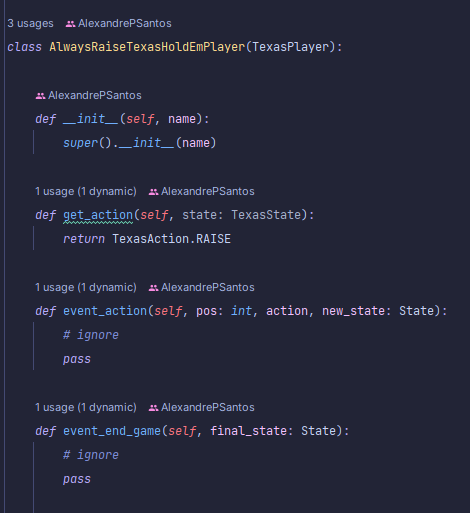 3 usages AlexandrePSantos
class AlwaysRaiseTexasHoldEmPlayer(TexasPlayer):
AlexandrePSantos
def __init__(self, name):
super().__init__(name)
1 usage (1 dynamic) AlexandrePSantos
def get_action(self, state: TexasState):
return TexasAction.RAISE
1 usage (1 dynamic) AlexandrePSantos
def event_action(self, pos: int, action, new_state: State):
# ignore
pass
1 usage (1 dynamic) AlexandrePSantos
def event_end_game(self, final_state: State):
# ignore
pass